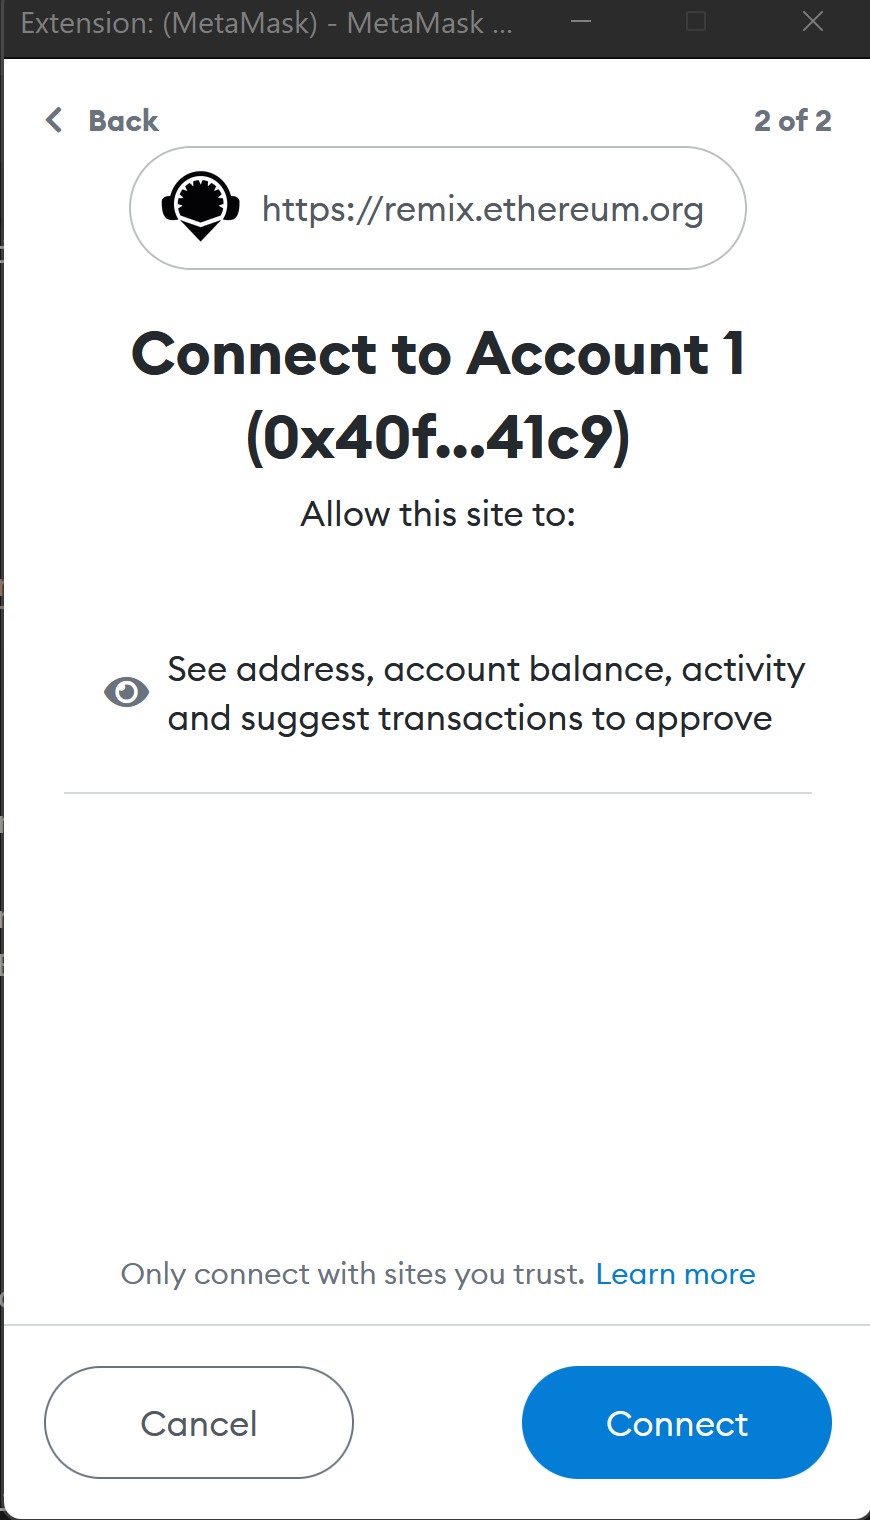 Extension: (MetaMask) - MetaMask ...
Back
2 of 2
https://remix.ethereum.org
Connect to Account 1
(0x40f...41c9)
Allow this site to:
See address, account balance, activity
and suggest transactions to approve
Only connect with sites you trust. Learn more
Cancel
Connect